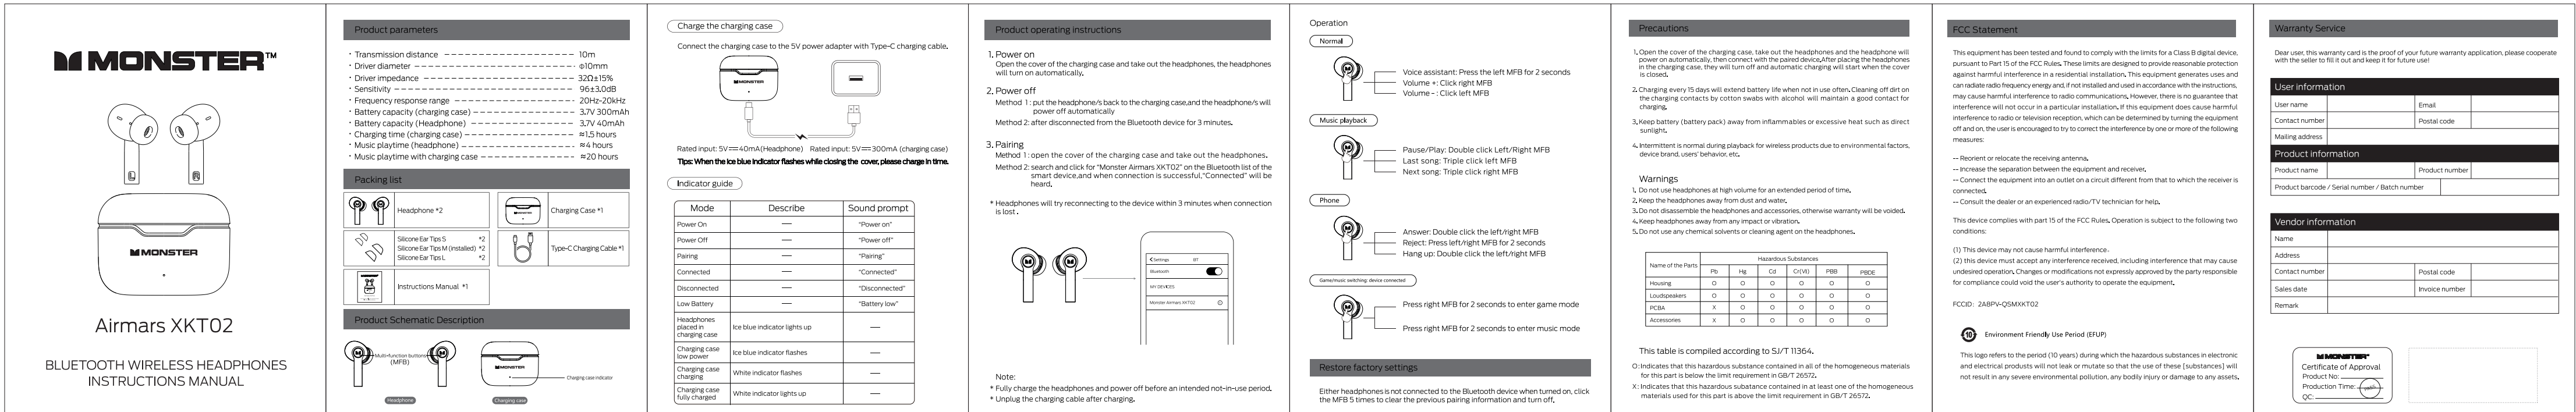 MONSTER™
MONSTER
Airmars XKT02
BLUETOOTH WIRELESS HEADPHONES
INSTRUCTIONS MANUAL
Product parameters
· Transmission distance 10m
· Driver diameter Φ10mm
· Driver impedance 32Ω±15%
· Sensitivity 96±3.0dB
· Frequency response range 20Hz-20kHz
· Battery capacity (charging case) 3.7V 300mAh
· Battery capacity (Headphone) 3.7V 40mAh
· Charging time (charging case) ≈1.5 hours
· Music playtime (headphone) ≈4 hours
· Music playtime with charging case ≈20 hours
Packing list
Headphone *2
Charging Case *1
Silicone Ear Tips S *2
Silicone Ear Tips M (installed) *2
Silicone Ear Tips L *2
Type-C Charging Cable *1
Instructions Manual *1
Product Schematic Description
Multi-function buttons
(MFB)
MONSTER
Charging case indicator
Headphone
Charging case
Charge the charging case
Connect the charging case to the 5V power adapter with Type-C charging cable.
MONSTER
Rated input: 5V⎓40mA(Headphone) Rated input: 5V⎓300mA (charging case)
Tips: When the ice blue indicator flashes while closing the cover, please charge in time.
Indicator guide
Mode Describe Sound prompt
Power On — "Power on"
Power Off — "Power off"
Pairing — "Pairing"
Connected — "Connected"
Disconnected — "Disconnected"
Low Battery — "Battery low"
Headphones
placed in
charging case
Ice blue indicator lights up —
Charging case
low power
Ice blue indicator flashes —
Charging case
charging
White indicator flashes —
Charging case
fully charged
White indicator lights up —
Product operating instructions
1. Power on
Open the cover of the charging case and take out the headphones, the headphones
will turn on automatically.
2. Power off
Method 1: put the headphone/s back to the charging case,and the headphone/s will
power off automatically
Method 2: after disconnected from the Bluetooth device for 3 minutes.
3. Pairing
Method 1: open the cover of the charging case and take out the headphones.
Method 2: search and click for "Monster Airmars XKT02" on the Bluetooth list of the
smart device,and when connection is successful,"Connected" will be
heard.
* Headphones will try reconnecting to the device within 3 minutes when connection
is lost .
Settings BT
Bluetooth
MY DEVICES
Monster Airmars XKT02
Note:
* Fully charge the headphones and power off before an intended not-in-use period.
* Unplug the charging cable after charging.
Operation
Normal
Voice assistant: Press the left MFB for 2 seconds
Volume +: Click right MFB
Volume -: Click left MFB
Music playback
Pause/Play: Double click Left/Right MFB
Last song: Triple click left MFB
Next song: Triple click right MFB
Phone
Answer: Double click the left/right MFB
Reject: Press left/right MFB for 2 seconds
Hang up: Double click the left/right MFB
Game/music switching: device connected
Press right MFB for 2 seconds to enter game mode
Press right MFB for 2 seconds to enter music mode
Restore factory settings
Either headphones is not connected to the Bluetooth device when turned on, click
the MFB 5 times to clear the previous pairing information and turn off.
Precautions
1. Open the cover of the charging case, take out the headphones and the headphone will
power on automatically, then connect with the paired device.After placing the headphones
in the charging case, they will turn off and automatic charging will start when the cover
is closed.
2. Charging every 15 days will extend battery life when not in use often. Cleaning off dirt on
the charging contacts by cotton swabs with alcohol will maintain a good contact for
charging.
3. Keep battery (battery pack) away from inflammables or excessive heat such as direct
sunlight.
4. Intermittent is normal during playback for wireless products due to environmental factors,
device brand, users' behavior, etc.
Warnings
1. Do not use headphones at high volume for an extended period of time.
2. Keep the headphones away from dust and water.
3. Do not disassemble the headphones and accessories, otherwise warranty will be voided.
4. Keep headphones away from any impact or vibration.
5. Do not use any chemical solvents or cleaning agent on the headphones.
Name of the Parts Hazardous Substances
Pb Hg Cd Cr(VI) PBB PBDE
Housing O O O O O O
Loudspeakers O O O O O O
PCBA X O O O O O
Accessories X O O O O O
This table is compiled according to SJ/T 11364.
O: Indicates that this hazardous substance contained in all of the homogeneous materials
for this part is below the limit requirement in GB/T 26572.
X: Indicates that this hazardous substance contained in at least one of the homogeneous
materials used for this part is above the limit requirement in GB/T 26572.
FCC Statement
This equipment has been tested and found to comply with the limits for a Class B digital device,
pursuant to Part 15 of the FCC Rules. These limits are designed to provide reasonable protection
against harmful interference in a residential installation. This equipment generates uses and
can radiate radio frequency energy and, if not installed and used in accordance with the instructions,
may cause harmful interference to radio communications. However, there is no guarantee that
interference will not occur in a particular installation. If this equipment does cause harmful
interference to radio or television reception, which can be determined by turning the equipment
off and on, the user is encouraged to try to correct the interference by one or more of the following
measures:
-- Reorient or relocate the receiving antenna.
-- Increase the separation between the equipment and receiver.
-- Connect the equipment into an outlet on a circuit different from that to which the receiver is
connected.
-- Consult the dealer or an experienced radio/TV technician for help.
This device complies with part 15 of the FCC Rules. Operation is subject to the following two
conditions:
(1) This device may not cause harmful interference.
(2) this device must accept any interference received, including interference that may cause
undesired operation. Changes or modifications not expressly approved by the party responsible
for compliance could void the user's authority to operate the equipment.
FCCID: 2A8PV-QSMXKT02
10 Environment Friendly Use Period (EFUP)
This logo refers to the period (10 years) during which the hazardous substances in electronic
and electrical products will not leak or mutate so that the use of these [substances] will
not result in any severe environmental pollution, any bodily injury or damage to any assets.
Warranty Service
Dear user, this warranty card is the proof of your future warranty application, please cooperate
with the seller to fill it out and keep it for future use!
User information
User name Email
Contact number Postal code
Mailing address
Product information
Product name Product number
Product barcode / Serial number / Batch number
Vendor information
Name
Address
Contact number Postal code
Sales date Invoice number
Remark
MONSTER
Certificate of Approval
Product No:
Production Time:
QC: